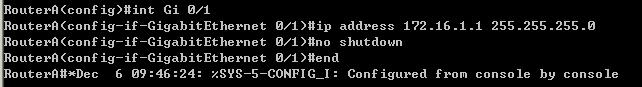 RouterA(config)#int Gi 0/1
RouterA(config-if-GigabitEthernet 0/1)#ip address 172.16.1.1 255.255.255.0
RouterA(config-if-GigabitEthernet 0/1)#no shutdown
RouterA(config-if-GigabitEthernet 0/1)#end
RouterA#*Dec  6 09:46:24: %SYS-5-CONFIG_I: Configured from console by console